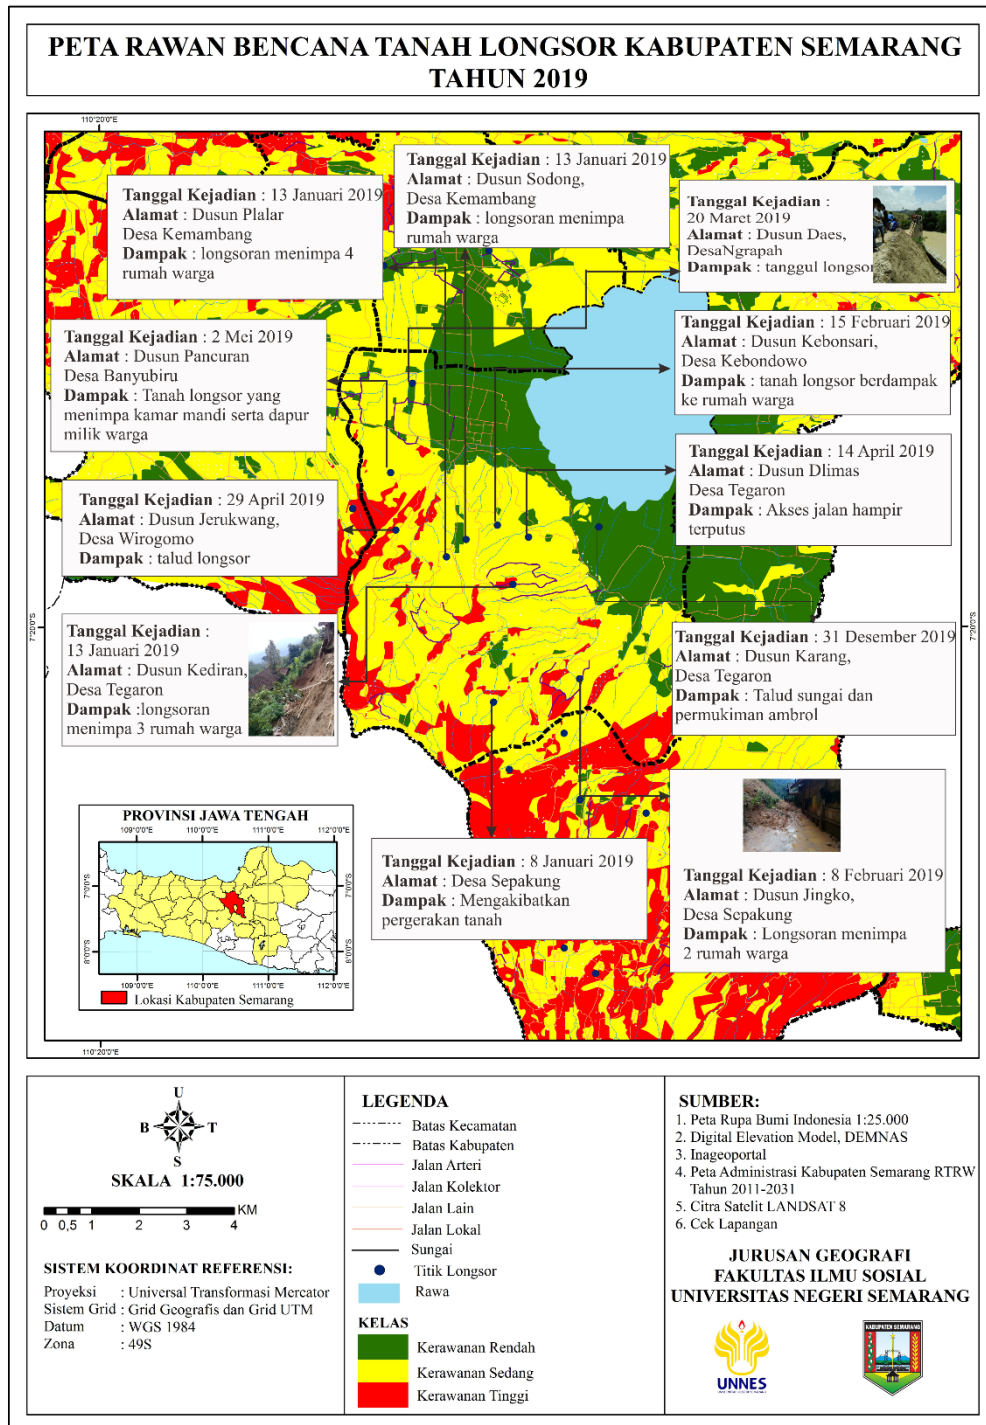 PETA RAWAN BENCANA TANAH LONGSOR KABUPATEN SEMARANG
TAHUN 2019
110°20'0"E
Tanggal Kejadian : 13 Januari 2019
Alamat : Dusun Plalar
Desa Kemambang
Dampak : longsoran menimpa 4
rumah warga
Tanggal Kejadian : 13 Januari 2019
Alamat : Dusun Sodong,
Desa Kemambang
Dampak : longsoran menimpa
rumah warga
Tanggal Kejadian :
20 Maret 2019
Alamat : Dusun Daes,
DesaNgrapah
Dampak : tanggul longsor
Tanggal Kejadian : 2 Mei 2019
Alamat : Dusun Pancuran
Desa Banyubiru
Dampak : Tanah longsor yang
menimpa kamar mandi serta dapur
milik warga
Tanggal Kejadian : 15 Februari 2019
Alamat : Dusun Kebonsari,
Desa Kebondowo
Dampak : tanah longsor berdampak
ke rumah warga
Tanggal Kejadian : 29 April 2019
Alamat : Dusun Jerukwang,
Desa Wirogomo
Dampak : talud longsor
Tanggal Kejadian : 14 April 2019
Alamat : Dusun Dlimas
Desa Tegaron
Dampak : Akses jalan hampir
terputus
7°20'0"S
7°20'0"S
Tanggal Kejadian :
13 Januari 2019
Alamat : Dusun Kediran,
Desa Tegaron
Dampak :longsoran
menimpa 3 rumah warga
Tanggal Kejadian : 31 Desember 2019
Alamat : Dusun Karang,
Desa Tegaron
Dampak : Talud sungai dan
permukiman ambrol
Tanggal Kejadian : 8 Januari 2019
Alamat : Desa Sepakung
Dampak : Mengakibatkan
pergerakan tanah
Tanggal Kejadian : 8 Februari 2019
Alamat : Dusun Jingko,
Desa Sepakung
Dampak : Longsoran menimpa
2 rumah warga
PROVINSI JAWA TENGAH
109°0'0"E 110°0'0"E 111°0'0"E 112°0'0"E
7°0'0"S 7°0'0"S
8°0'0"S 8°0'0"S
109°0'0"E 110°0'0"E 111°0'0"E 112°0'0"E
Lokasi Kabupaten Semarang
110°20'0"E
U
B T
S
SKALA 1:75.000
KM
0 0,5 1 2 3 4
SISTEM KOORDINAT REFERENSI:
Proyeksi : Universal Transformasi Mercator
Sistem Grid : Grid Geografis dan Grid UTM
Datum : WGS 1984
Zona : 49S
LEGENDA
Batas Kecamatan
Batas Kabupaten
Jalan Arteri
Jalan Kolektor
Jalan Lain
Jalan Lokal
Sungai
Titik Longsor
Rawa
KELAS
Kerawanan Rendah
Kerawanan Sedang
Kerawanan Tinggi
SUMBER:
1. Peta Rupa Bumi Indonesia 1:25.000
2. Digital Elevation Model, DEMNAS
3. Inageoportal
4. Peta Administrasi Kabupaten Semarang RTRW
Tahun 2011-2031
5. Citra Satelit LANDSAT 8
6. Cek Lapangan
JURUSAN GEOGRAFI
FAKULTAS ILMU SOSIAL
UNIVERSITAS NEGERI SEMARANG
UNNES
KABUPATEN SEMARANG